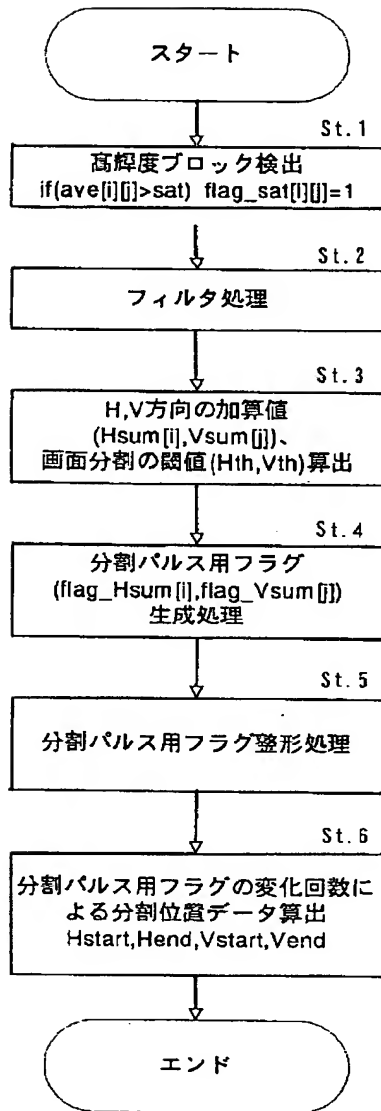 スタート
St.1
高輝度ブロック検出
if(ave[i][j]>sat) flag_sat[i][j]=1
St.2
フィルタ処理
St.3
H,V方向の加算値
(Hsum[i],Vsum[j])、
画面分割の閾値(Hth,Vth)算出
St.4
分割パルス用フラグ
(flag_Hsum[i],flag_Vsum[j])
生成処理
St.5
分割パルス用フラグ整形処理
St.6
分割パルス用フラグの変化回数に
よる分割位置データ算出
Hstart,Hend,Vstart,Vend
エンド